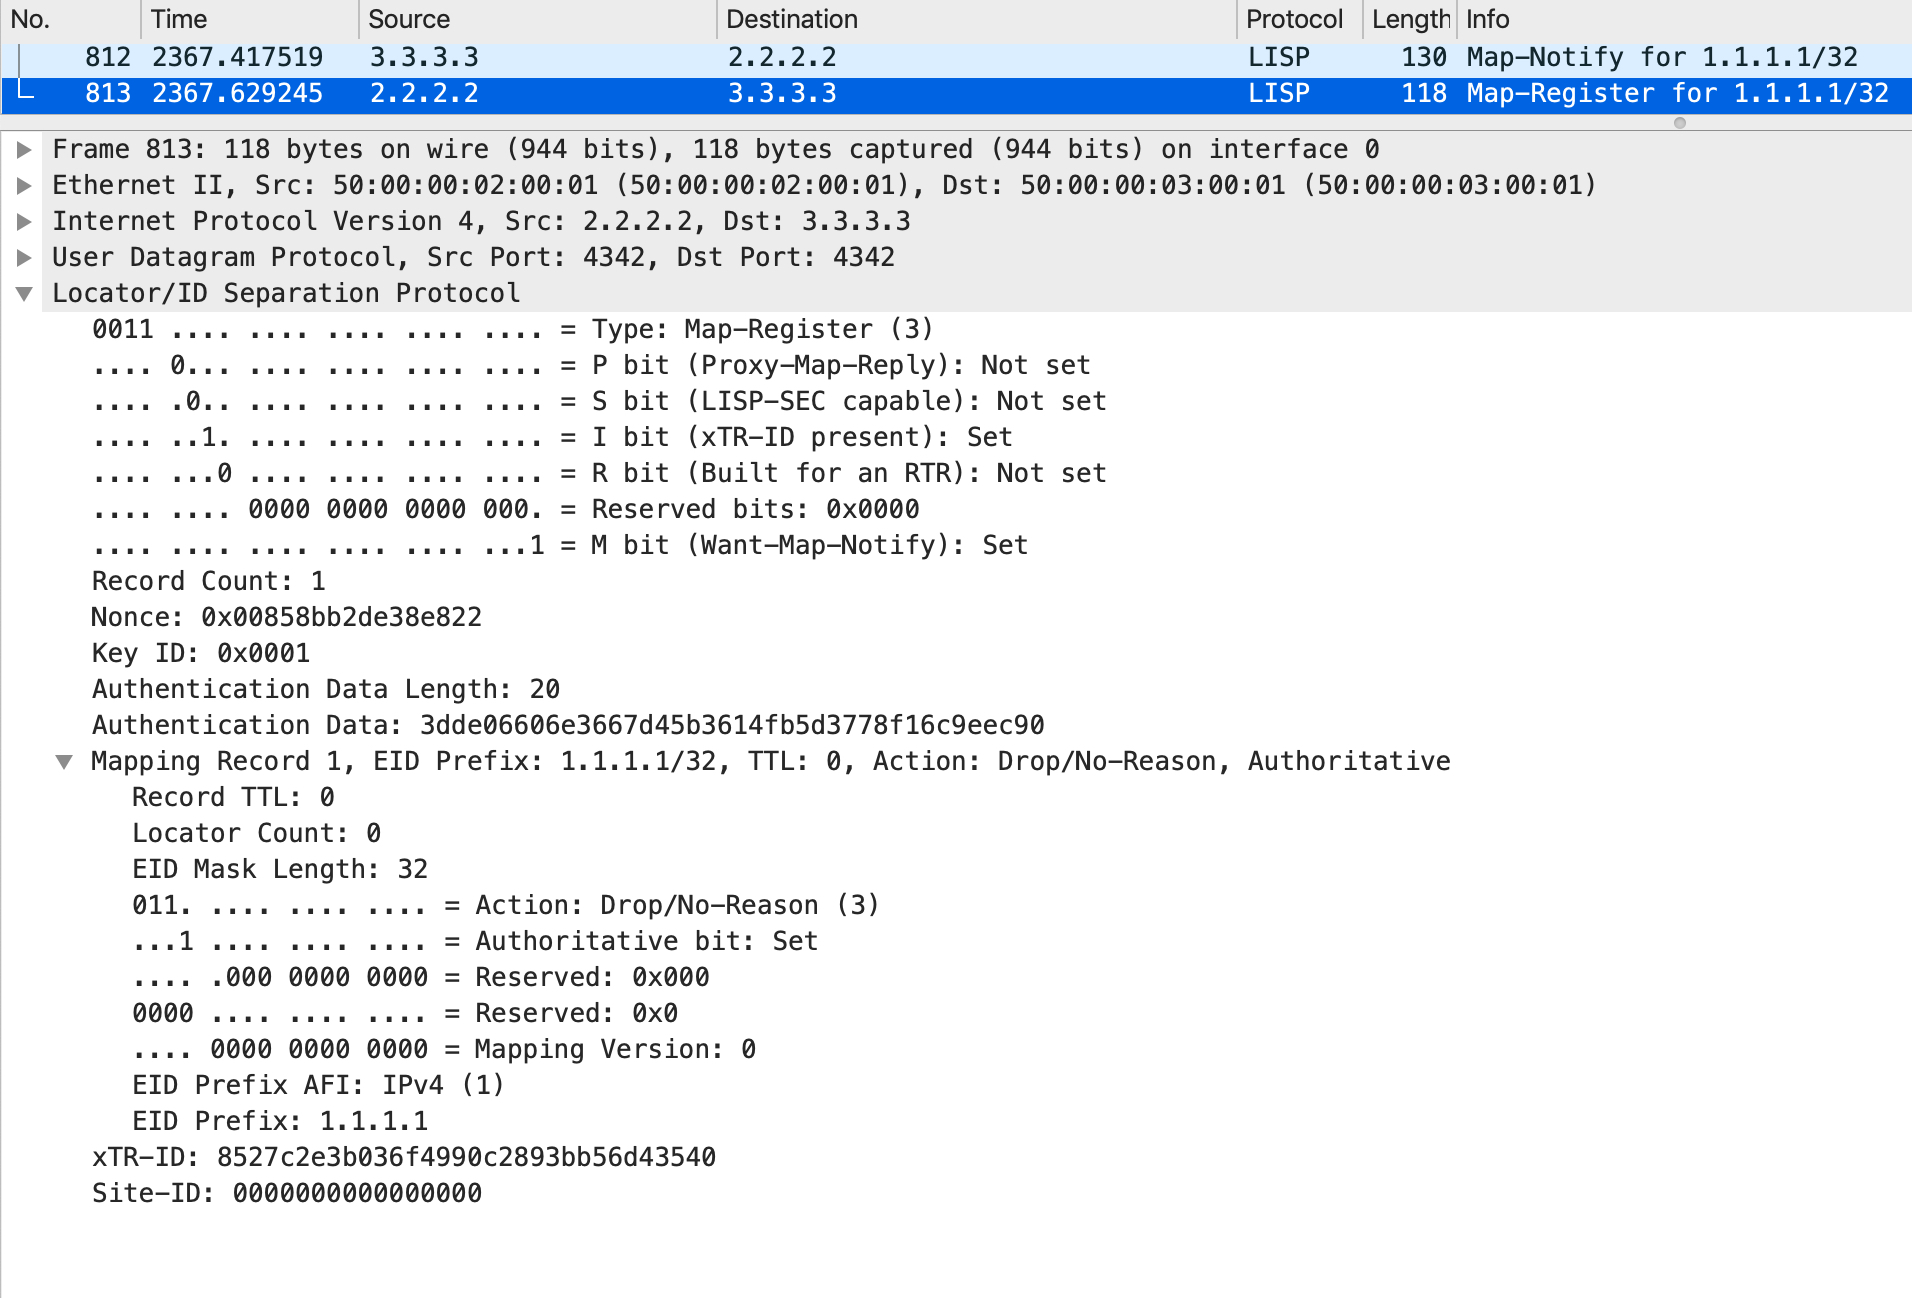 No. Time Source Destination Protocol Length Info
812 2367.417519 3.3.3.3 2.2.2.2 LISP 130 Map-Notify for 1.1.1.1/32
813 2367.629245 2.2.2.2 3.3.3.3 LISP 118 Map-Register for 1.1.1.1/32
Frame 813: 118 bytes on wire (944 bits), 118 bytes captured (944 bits) on interface 0
Ethernet II, Src: 50:00:00:02:00:01 (50:00:00:02:00:01), Dst: 50:00:00:03:00:01 (50:00:00:03:00:01)
Internet Protocol Version 4, Src: 2.2.2.2, Dst: 3.3.3.3
User Datagram Protocol, Src Port: 4342, Dst Port: 4342
Locator/ID Separation Protocol
0011 .... .... .... .... .... = Type: Map-Register (3)
.... 0... .... .... .... .... = P bit (Proxy-Map-Reply): Not set
.... .0.. .... .... .... .... = S bit (LISP-SEC capable): Not set
.... ..1. .... .... .... .... = I bit (xTR-ID present): Set
.... ...0 .... .... .... .... = R bit (Built for an RTR): Not set
.... .... 0000 0000 0000 000. = Reserved bits: 0x0000
.... .... .... .... .... ...1 = M bit (Want-Map-Notify): Set
Record Count: 1
Nonce: 0x00858bb2de38e822
Key ID: 0x0001
Authentication Data Length: 20
Authentication Data: 3dde06606e3667d45b3614fb5d3778f16c9eec90
Mapping Record 1, EID Prefix: 1.1.1.1/32, TTL: 0, Action: Drop/No-Reason, Authoritative
Record TTL: 0
Locator Count: 0
EID Mask Length: 32
011. .... .... .... = Action: Drop/No-Reason (3)
...1 .... .... .... = Authoritative bit: Set
.... .000 0000 0000 = Reserved: 0x000
0000 .... .... .... = Reserved: 0x0
.... 0000 0000 0000 = Mapping Version: 0
EID Prefix AFI: IPv4 (1)
EID Prefix: 1.1.1.1
xTR-ID: 8527c2e3b036f4990c2893bb56d43540
Site-ID: 0000000000000000